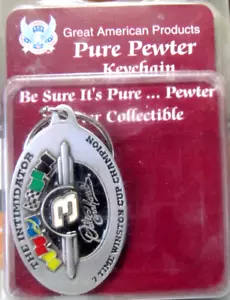 Great American Products
Pure Pewter
Keychain
Be Sure It's Pure ... Pewter
Collectible
THE INTIMIDATOR
3
7 TIME WINSTON CUP CHAMPION